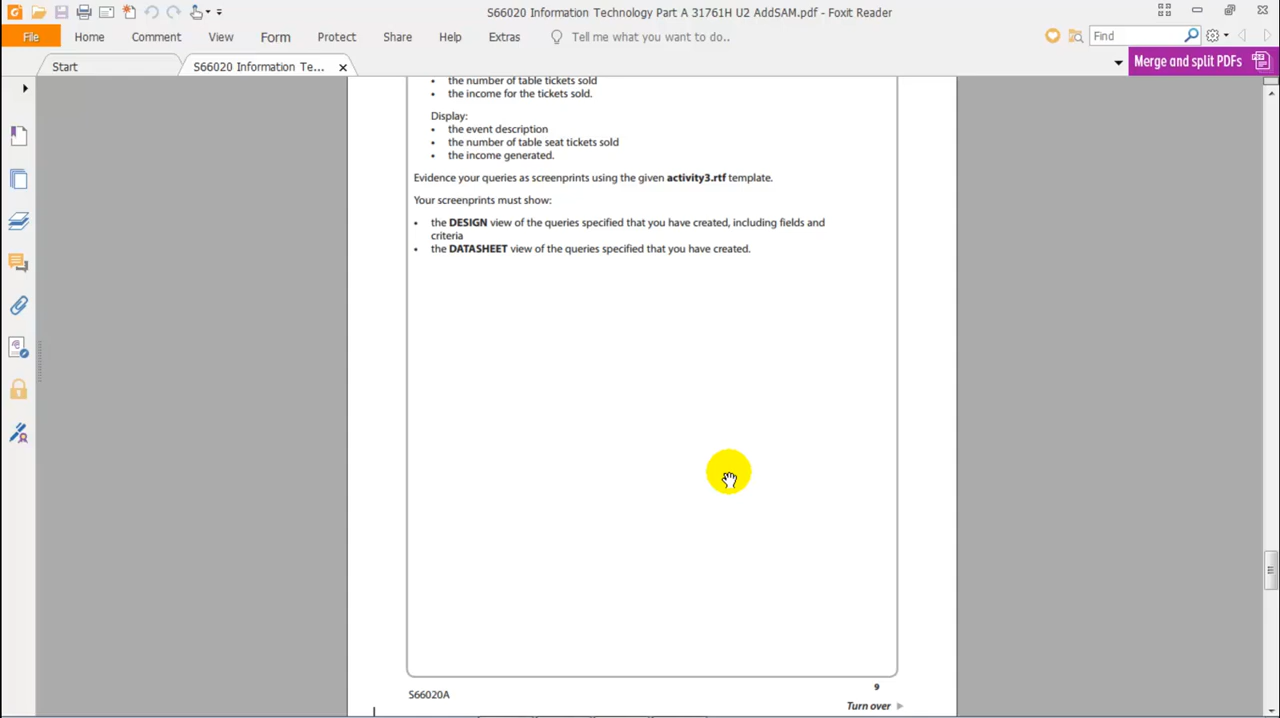 S66020 Information Technology Part A 31761H U2 AddSAM.pdf - Foxit Reader
File Home Comment View Form Protect Share Help Extras Tell me what you want to do.. Find
Start S66020 Information Te... Merge and split PDFs
• the number of table tickets sold
• the income for the tickets sold.
Display:
• the event description
• the number of table seat tickets sold
• the income generated.
Evidence your queries as screenprints using the given activity3.rtf template.
Your screenprints must show:
• the DESIGN view of the queries specified that you have created, including fields and
criteria
• the DATASHEET view of the queries specified that you have created.
9
S66020A
Turn over